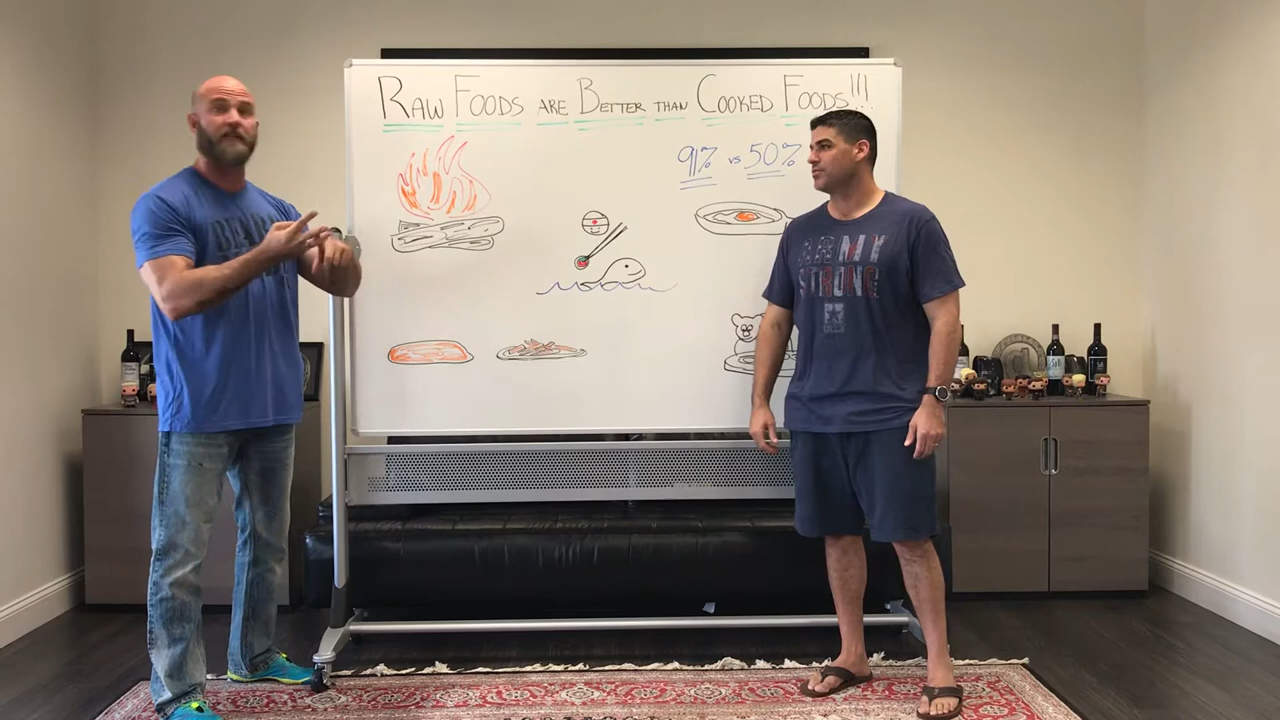 RAW FOODS ARE BETTER THAN COOKED FOODS!!!
91% VS 50%
ARMY
STRONG